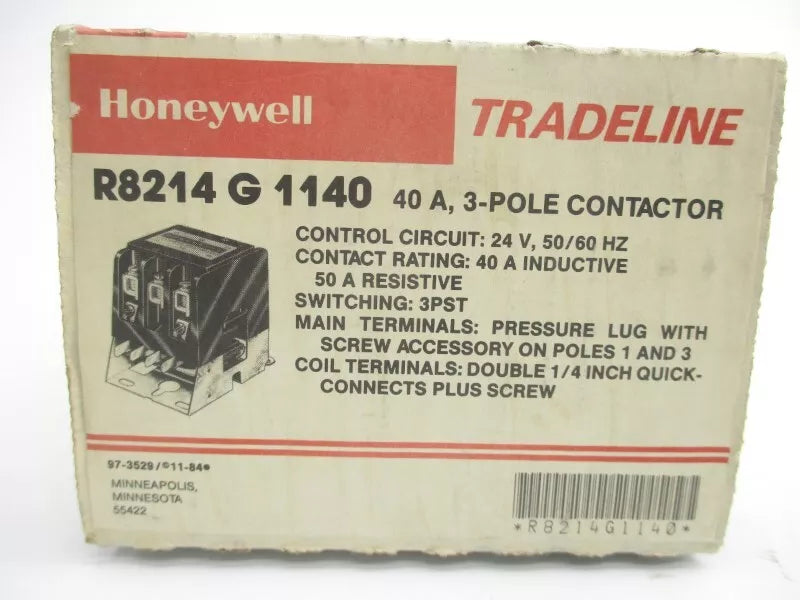 Honeywell
TRADELINE
R8214 G 1140 40 A, 3-POLE CONTACTOR
CONTROL CIRCUIT: 24 V, 50/60 HZ
CONTACT RATING: 40 A INDUCTIVE
50 A RESISTIVE
SWITCHING: 3PST
MAIN TERMINALS: PRESSURE LUG WITH
SCREW ACCESSORY ON POLES 1 AND 3
COIL TERMINALS: DOUBLE 1/4 INCH QUICK-
CONNECTS PLUS SCREW
97-3529/©11-84●
MINNEAPOLIS,
MINNESOTA
55422
*R8214G1140*